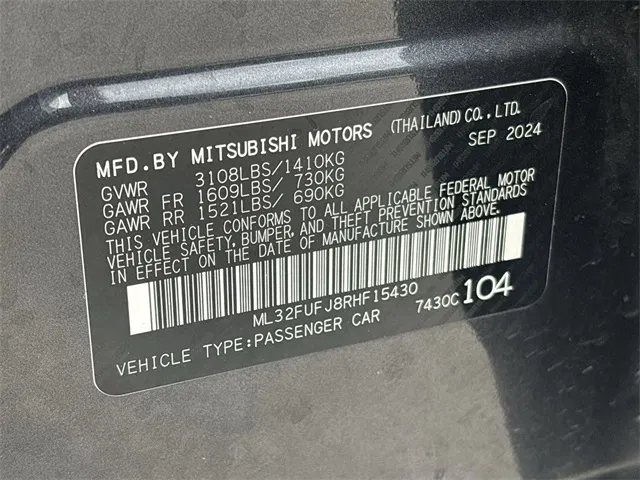 MFD.BY MITSUBISHI MOTORS (THAILAND)CO.,LTD.
SEP 2024
GVWR 3108LBS/1410KG
GAWR FR 1609LBS/ 730KG
GAWR RR 1521LBS/ 690KG
THIS VEHICLE CONFORMS TO ALL APPLICABLE FEDERAL MOTOR
VEHICLE SAFETY, BUMPER, AND THEFT PREVENTION STANDARDS
IN EFFECT ON THE DATE OF MANUFACTURE SHOWN ABOVE.
ML32FUFJ8RHF15430
7430C 104
VEHICLE TYPE:PASSENGER CAR